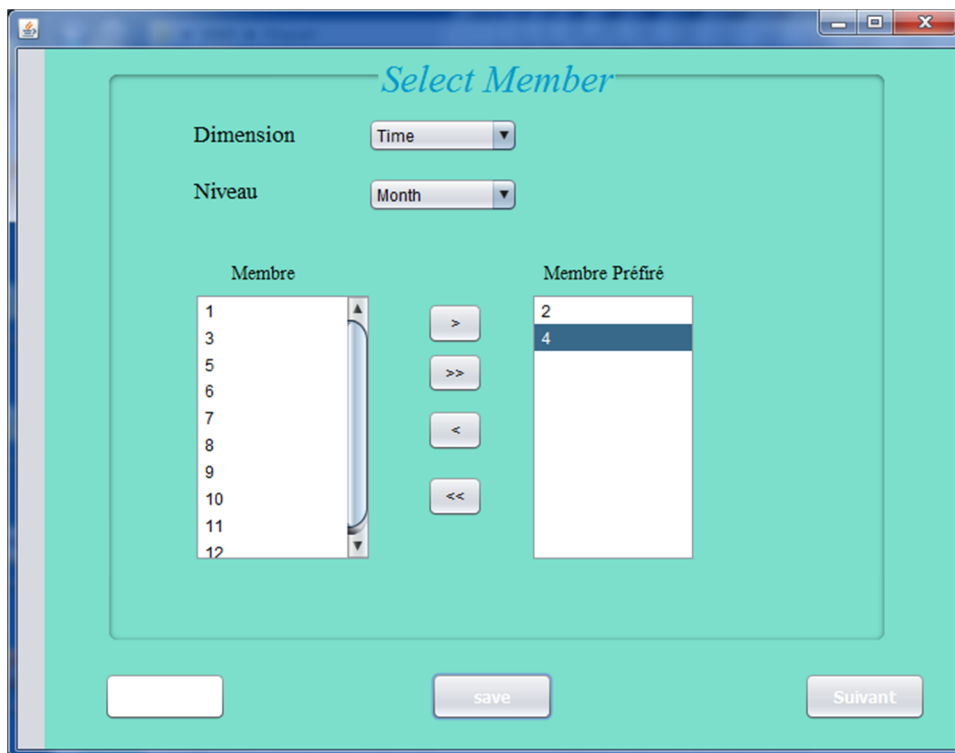 Select Member
Dimension Time
Niveau Month
Membre Membre Préfiré
1 2
3 4
5
6
7
8
9
10
11
12
>
>>
<
<<
save Suivant